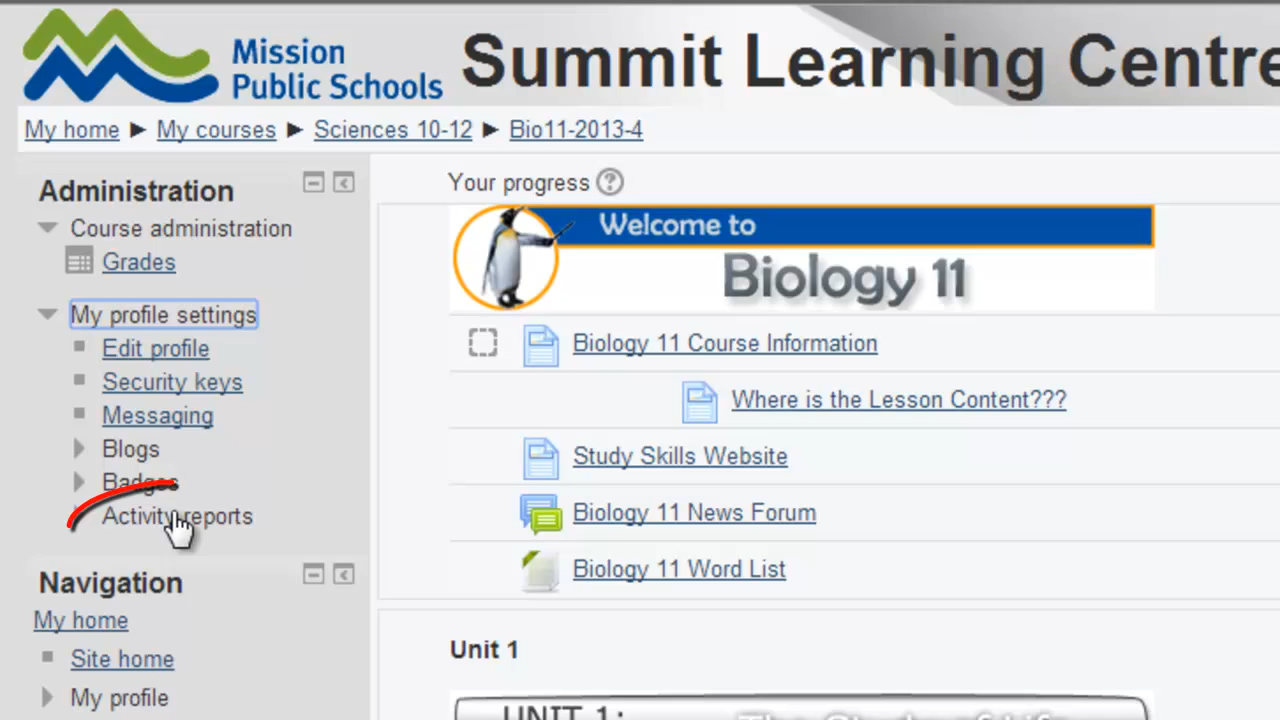 Mission
Public Schools
Summit Learning Centre
My home ► My courses ► Sciences 10-12 ► Bio11-2013-4
Administration
Course administration
Grades
My profile settings
Edit profile
Security keys
Messaging
Blogs
Badges
Activity reports
Navigation
My home
Site home
My profile
Your progress
Welcome to
Biology 11
Biology 11 Course Information
Where is the Lesson Content???
Study Skills Website
Biology 11 News Forum
Biology 11 Word List
Unit 1
UNIT 1: